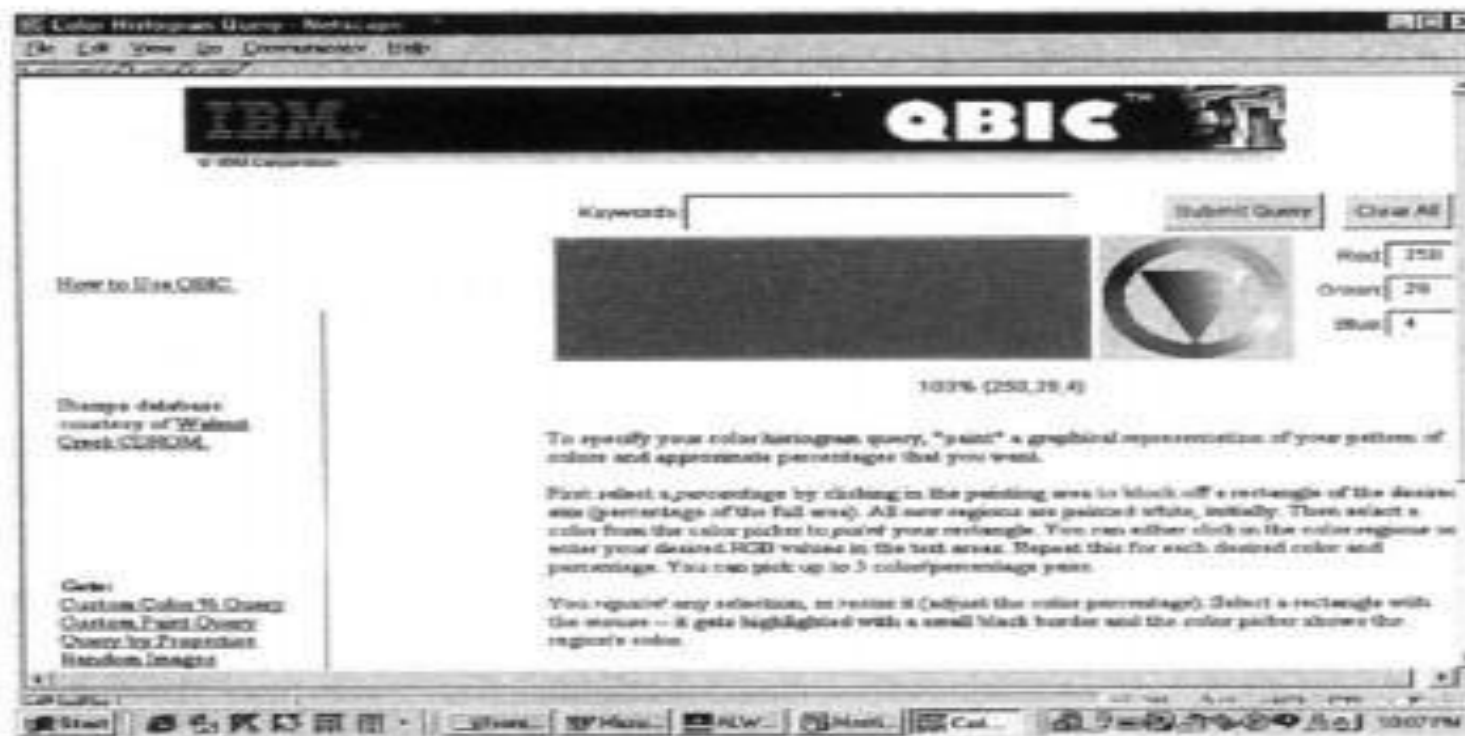 Color Histogram Query - Netscape
File Edit View Go Communicator Help
IBM. QBIC™
© IBM Corporation
Keywords Submit Query Clear All
Red 250
How to Use QBIC.
Green 29
Blue 4
103% (250,29,4)
Stamps database
courtesy of Walnut
Creek CDROM.
To specify your color histogram query, "paint" a graphical representation of your pattern of
colors and approximate percentages that you want.
First select a percentage by clicking in the painting area to block off a rectangle of the desired
size (percentage of the full area). All new regions are painted white, initially. Then select a
color from the color picker to paint your rectangle. You can either click in the color regions or
enter your desired RGB values in the text areas. Repeat this for each desired color and
percentage. You can pick up to 5 color/percentage pairs.
Goto:
Custom Color % Query
Custom Paint Query
Query by Properties
Random Images
You any selection, to resize it (adjust the color percentage). Select a rectangle with
the mouse -- it gets highlighted with a small black border and the color picker shows the
region's color.
Start 10:07 PM